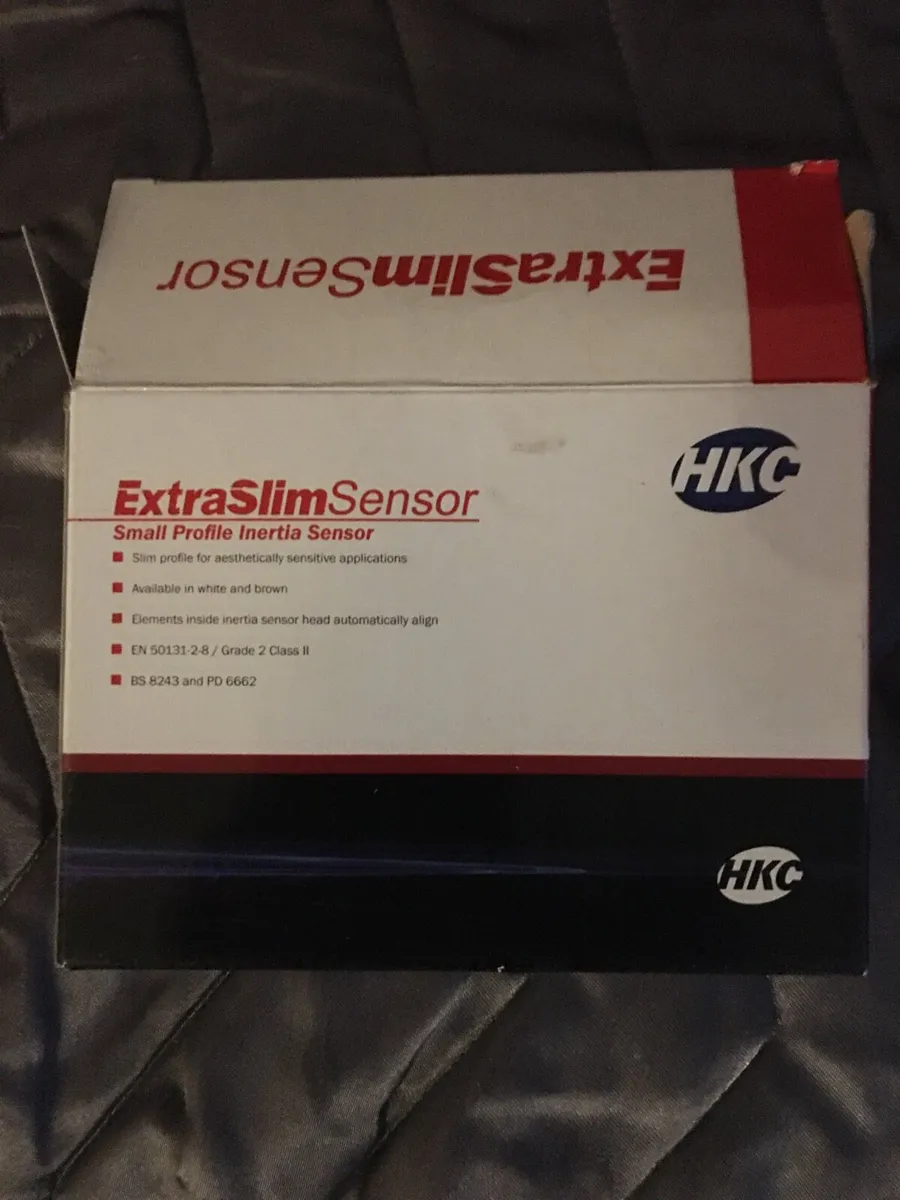 ExtraSlimSensor
HKC
ExtraSlimSensor
Small Profile Inertia Sensor
Slim profile for aesthetically sensitive applications
Available in white and brown
Elements inside inertia sensor head automatically align
EN 50131-2-8 / Grade 2 Class II
BS 8243 and PD 6662
HKC